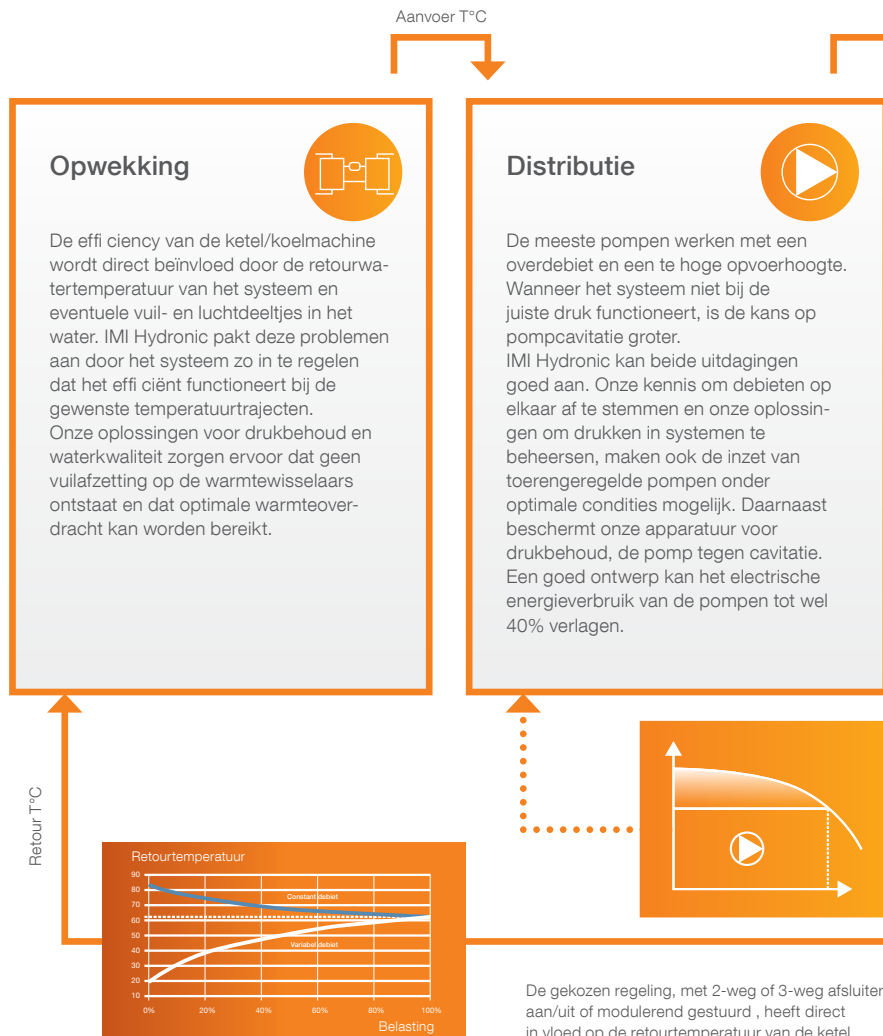 Aanvoer T°C
Opwekking
De effi ciency van de ketel/koelmachine
wordt direct beïnvloed door de retourwa-
tertemperatuur van het systeem en
eventuele vuil- en luchtdeeltjes in het
water. IMI Hydronic pakt deze problemen
aan door het systeem zo in te regelen
dat het effi ciënt functioneert bij de
gewenste temperatuurtrajecten.
Onze oplossingen voor drukbehoud en
waterkwaliteit zorgen ervoor dat geen
vuilafzetting op de warmtewisselaars
ontstaat en dat optimale warmteover-
dracht kan worden bereikt.
Distributie
De meeste pompen werken met een
overdebiet en een te hoge opvoerhoogte.
Wanneer het systeem niet bij de
juiste druk functioneert, is de kans op
pompcavitatie groter.
IMI Hydronic kan beide uitdagingen
goed aan. Onze kennis om debieten op
elkaar af te stemmen en onze oplossin-
gen om drukken in systemen te
beheersen, maken ook de inzet van
toerengeregelde pompen onder
optimale condities mogelijk. Daarnaast
beschermt onze apparatuur voor
drukbehoud, de pomp tegen cavitatie.
Een goed ontwerp kan het electrische
energieverbruik van de pompen tot wel
40% verlagen.
Retour T°C
Retourtemperatuur
90
80
70
60
50
40
30
20
10
Constant debiet
Variabel debiet
0% 20% 40% 60% 80% 100%
Belasting
De gekozen regeling, met 2-weg of 3-weg afsluiter
aan/uit of modulerend gestuurd , heeft direct
in vloed op de retourtemperatuur van de ketel